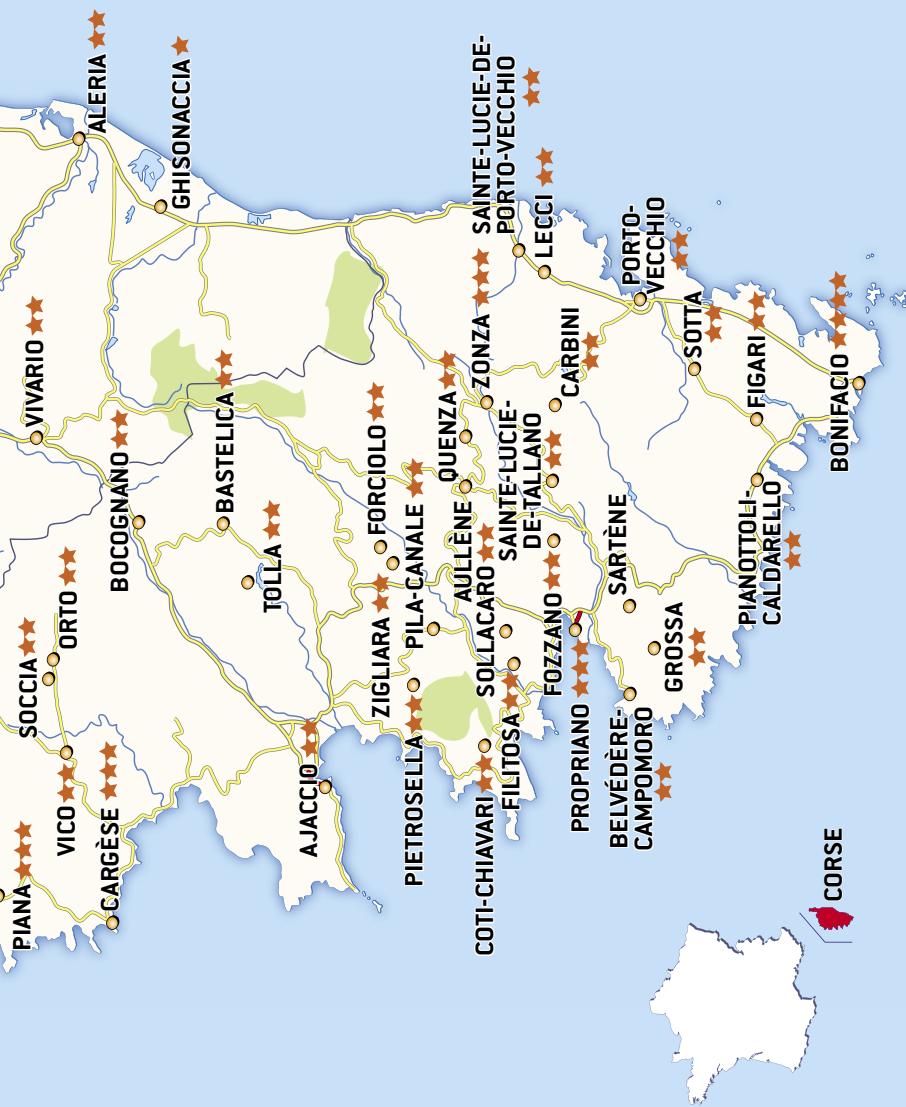 ALERIA
GHISONACCIA
VIVARIO
BOCOGNANO
BASTELICA
TOLLA
SOCCIA
ORTO
VICO
CARGÈSE
PIANA
AJACCIO
SAINTE-LUCIE-DE-
PORTO-VECCHIO
LECCI
PORTO-
VECCHIO
ZONZA
CARBINI
SOTTA
FIGARI
BONIFACIO
QUENZA
FORCIOLO
PILA-CANALE
ZIGLIARA
AULLÈNE
SAINTE-LUCIE-
DE-TALLANO
SARTÈNE
SOLLACARO
FOZZANO
PIANOTTOLI-
CALDARELLO
GROSSA
PIETROSELLA
FILITOSA
COTI-CHIAVARI
PROPRIANO
BELVÉDÈRE-
CAMPOMORO
CORSE